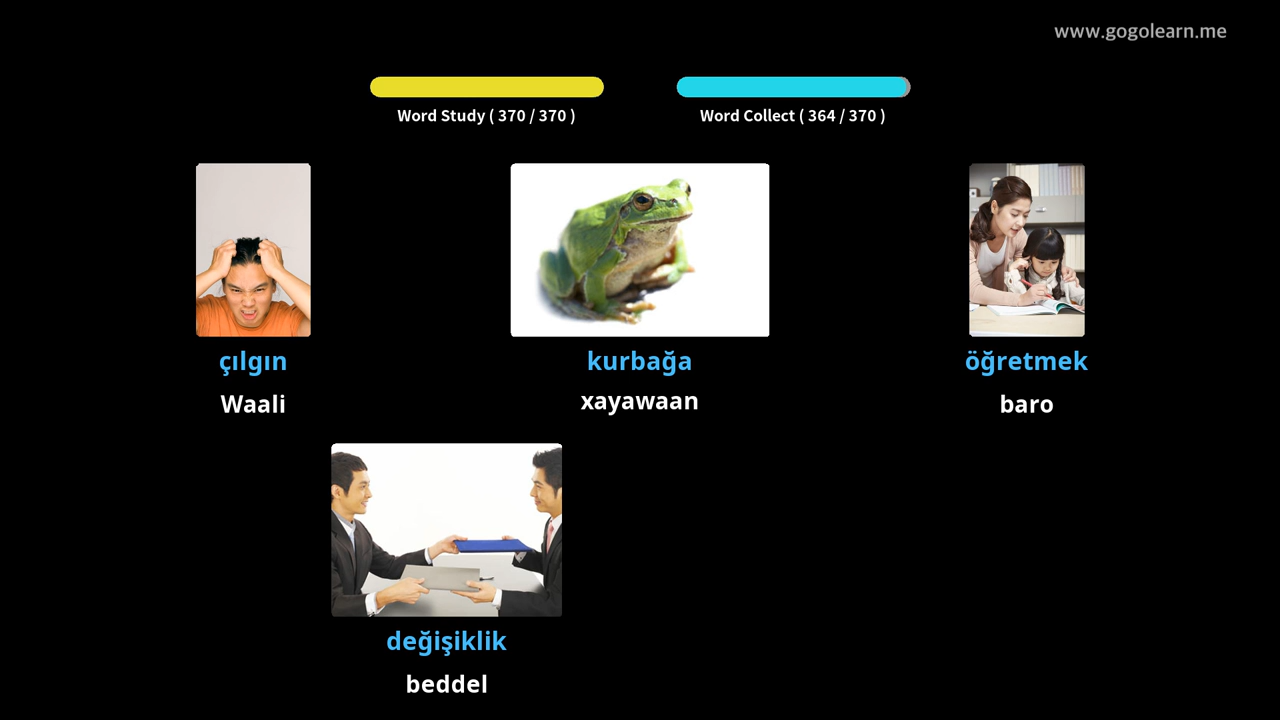 www.gogolearn.me
Word Study ( 370 / 370 )
Word Collect ( 364 / 370 )
çılgın
kurbağa
öğretmek
Waali
xayawaan
baro
değişiklik
beddel